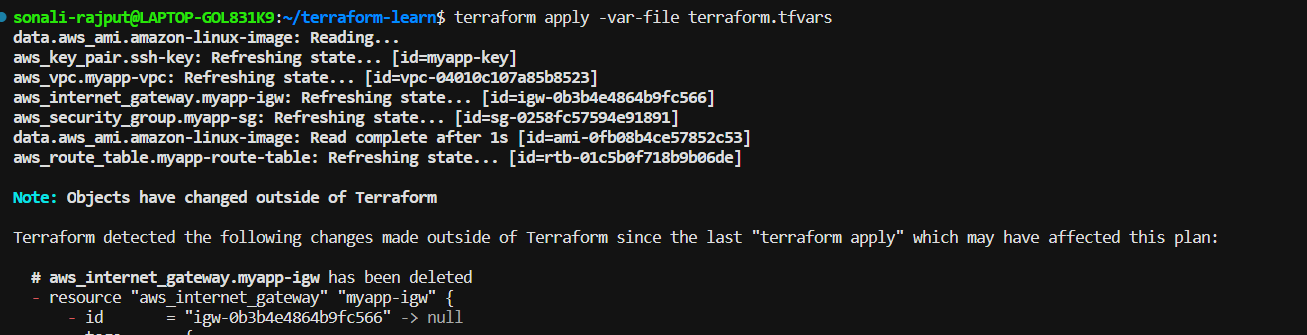 sonali-rajput@LAPTOP-GOL831K9:~/terraform-learn$ terraform apply -var-file terraform.tfvars
data.aws_ami.amazon-linux-image: Reading...
aws_key_pair.ssh-key: Refreshing state... [id=myapp-key]
aws_vpc.myapp-vpc: Refreshing state... [id=vpc-04010c107a85b8523]
aws_internet_gateway.myapp-igw: Refreshing state... [id=igw-0b3b4e4864b9fc566]
aws_security_group.myapp-sg: Refreshing state... [id=sg-0258fc57594e91891]
data.aws_ami.amazon-linux-image: Read complete after 1s [id=ami-0fb08b4ce57852c53]
aws_route_table.myapp-route-table: Refreshing state... [id=rtb-01c5b0f718b9b06de]
Note: Objects have changed outside of Terraform
Terraform detected the following changes made outside of Terraform since the last "terraform apply" which may have affected this plan:
# aws_internet_gateway.myapp-igw has been deleted
- resource "aws_internet_gateway" "myapp-igw" {
- id = "igw-0b3b4e4864b9fc566" -> null